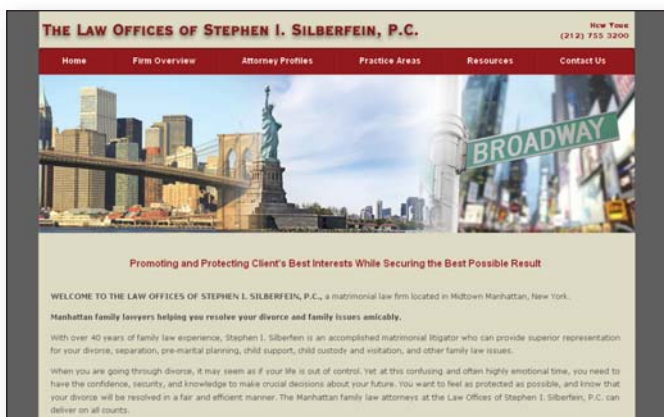 THE LAW OFFICES OF STEPHEN I. SILBERFEIN, P.C.
New York
(212) 755 3200
Home
Firm Overview
Attorney Profiles
Practice Areas
Resources
Contact Us
BROADWAY
Promoting and Protecting Client's Best Interests While Securing the Best Possible Result
WELCOME TO THE LAW OFFICES OF STEPHEN I. SILBERFEIN, P.C., a matrimonial law firm located in Midtown Manhattan, New York.
Manhattan family lawyers helping you resolve your divorce and family issues amicably.
With over 40 years of family law experience, Stephen I. Silberfein is an accomplished matrimonial litigator who can provide superior representation
for your divorce, separation, pre-marital planning, child support, child custody and visitation, and other family law issues.
When you are going through divorce, it may seem as if your life is out of control. Yet at this confusing and often highly emotional time, you need to
have the confidence, security, and knowledge to make crucial decisions about your future. You want to feel as protected as possible, and know that
your divorce will be resolved in a fair and efficient manner. The Manhattan family law attorneys at the Law Offices of Stephen I. Silberfein, P.C. can
deliver on all counts.